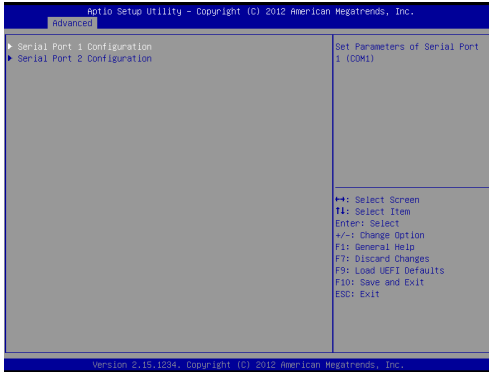 Aptio Setup Utility – Copyright (C) 2012 American Megatrends, Inc.
Advanced
Serial Port 1 Configuration
Serial Port 2 Configuration
Set Parameters of Serial Port
1 (COM1)
↔: Select Screen
↑↓: Select Item
Enter: Select
+/-: Change Option
F1: General Help
F7: Discard Changes
F9: Load UEFI Defaults
F10: Save and Exit
ESC: Exit
Version 2.15.1234. Copyright (C) 2012 American Megatrends, Inc.